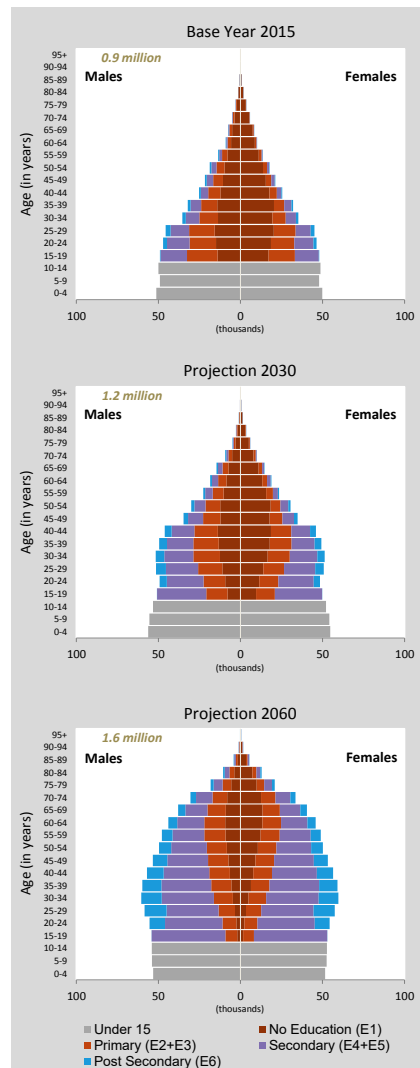 Base Year 2015
0.9 million
Males
Females
Age (in years)
95+
90-94
85-89
80-84
75-79
70-74
65-69
60-64
55-59
50-54
45-49
40-44
35-39
30-34
25-29
20-24
15-19
10-14
5-9
0-4
100 50 0 50 100
(thousands)
Projection 2030
1.2 million
Males
Females
Age (in years)
95+
90-94
85-89
80-84
75-79
70-74
65-69
60-64
55-59
50-54
45-49
40-44
35-39
30-34
25-29
20-24
15-19
10-14
5-9
0-4
100 50 0 50 100
(thousands)
Projection 2060
1.6 million
Males
Females
Age (in years)
95+
90-94
85-89
80-84
75-79
70-74
65-69
60-64
55-59
50-54
45-49
40-44
35-39
30-34
25-29
20-24
15-19
10-14
5-9
0-4
100 50 0 50 100
(thousands)
Under 15 No Education (E1)
Primary (E2+E3) Secondary (E4+E5)
Post Secondary (E6)